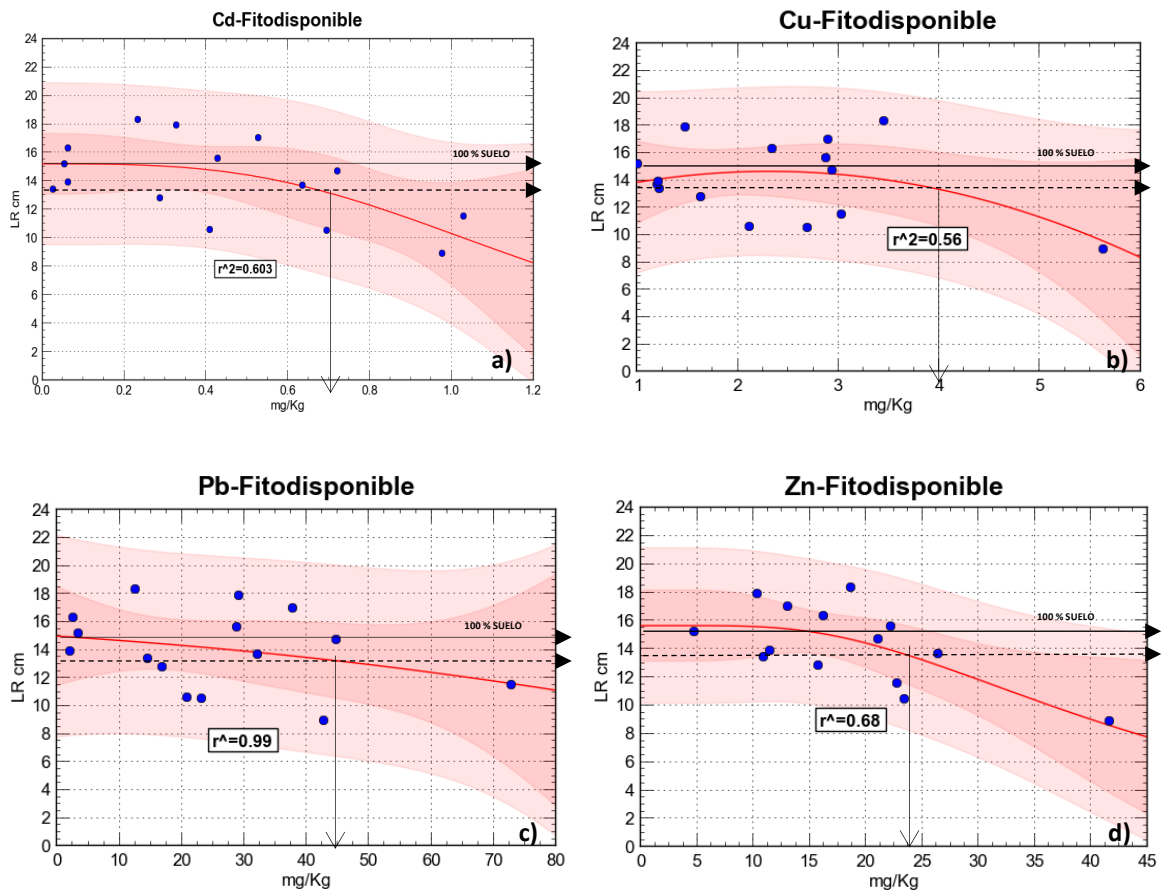 Cd-Fitodisponible
24
22
20
18
16
14
12
10
8
6
4
2
0
LR cm
100 % SUELO
r^2=0.603
a)
0.0 0.2 0.4 0.6 0.8 1.0 1.2
mg/Kg
Cu-Fitodisponible
24
22
20
18
16
14
12
10
8
6
4
2
0
LR cm
100 % SUELO
r^2=0.56
b)
1 2 3 4 5 6
mg/Kg
Pb-Fitodisponible
24
22
20
18
16
14
12
10
8
6
4
2
0
LR cm
100 % SUELO
r^=0.99
c)
0 10 20 30 40 50 60 70 80
mg/Kg
Zn-Fitodisponible
24
22
20
18
16
14
12
10
8
6
4
2
0
LR cm
100 % SUELO
r^=0.68
d)
0 5 10 15 20 25 30 35 40 45
mg/Kg